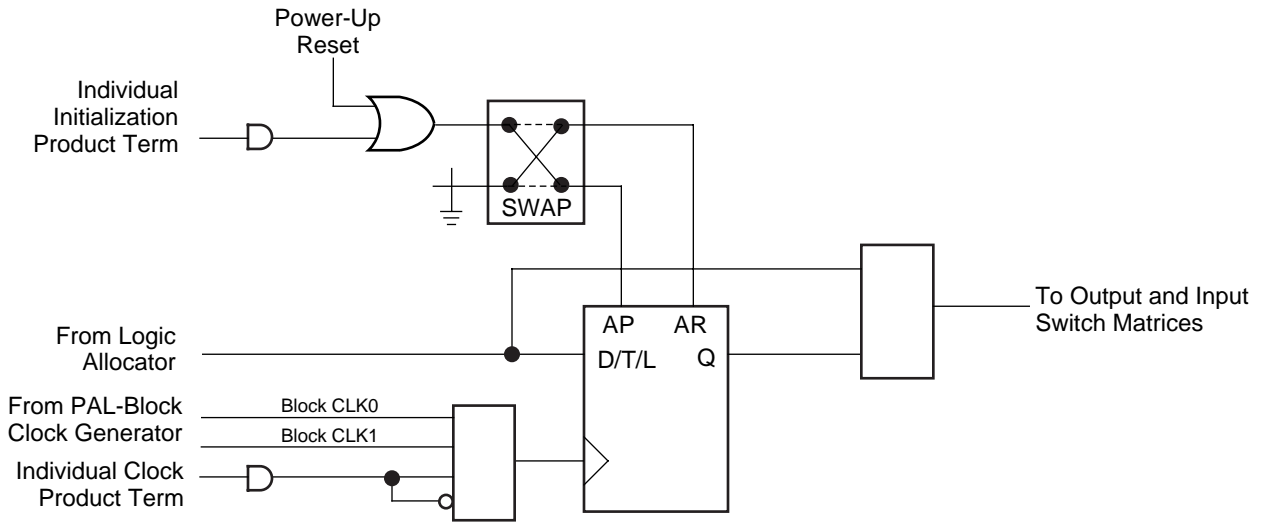 Power-Up
Reset
Individual
Initialization
Product Term
SWAP
To Output and Input
Switch Matrices
AP AR
From Logic
Allocator
D/T/L Q
From PAL-Block
Clock Generator
Block CLK0
Block CLK1
Individual Clock
Product Term